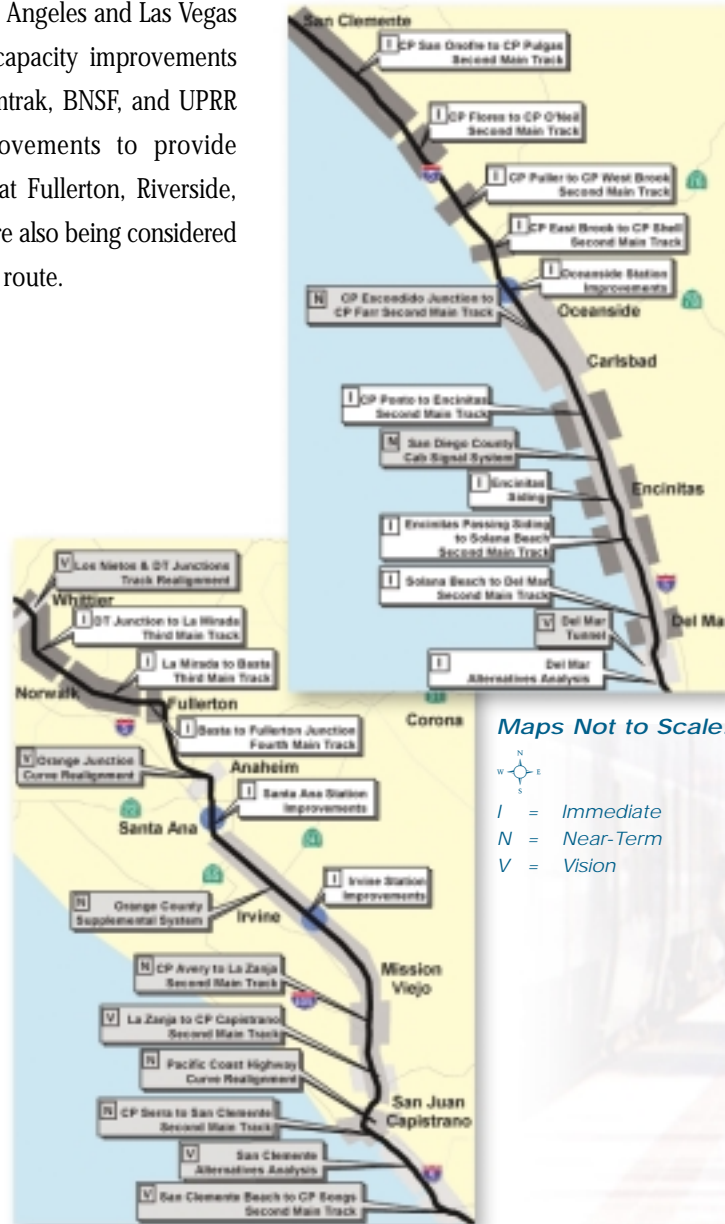 Angeles and Las Vegas
capacity improvements
ntrak, BNSF, and UPRR
ovements to provide
at Fullerton, Riverside,
re also being considered
route.
San Clemente
I CP San Onofre to CP Pulgas
Second Main Track
I CP Flores to CP O'Neil
Second Main Track
5
I CP Puller to CP West Brook
Second Main Track
I CP East Brook to CP Shell
Second Main Track
I Oceanside Station
Improvements
N CP Escondido Junction to
CP Farr Second Main Track
Oceanside
Carlsbad
I CP Ponto to Encinitas
Second Main Track
N San Diego County
Cab Signal System
I Encinitas
Siding
Encinitas
I Encinitas Passing Siding
to Solana Beach
Second Main Track
I Solana Beach to Del Mar
Second Main Track
5
V Del Mar
Tunnel
Del Ma
I Del Mar
Alternatives Analysis
V Los Nietos & DT Junctions
Track Realignment
Whittier
I DT Junction to La Mirada
Third Main Track
I La Mirada to Basta
Third Main Track
Norwalk
Fullerton
5
I Basta to Fullerton Junction
Fourth Main Track
Corona
V Orange Junction
Curve Realignment
Anaheim
I Santa Ana Station
Improvements
Santa Ana
55
I Irvine Station
Improvements
N Orange County
Supplemental System
Irvine
N CP Avery to La Zanja
Second Main Track
Mission
Viejo
405
V La Zanja to CP Capistrano
Second Main Track
N Pacific Coast Highway
Curve Realignment
San Juan
Capistrano
N CP Serra to San Clemente
Second Main Track
V San Clemente
Alternatives Analysis
5
V San Clemente Beach to CP Songs
Second Main Track
Maps Not to Scale.
N
W E
S
I = Immediate
N = Near-Term
V = Vision